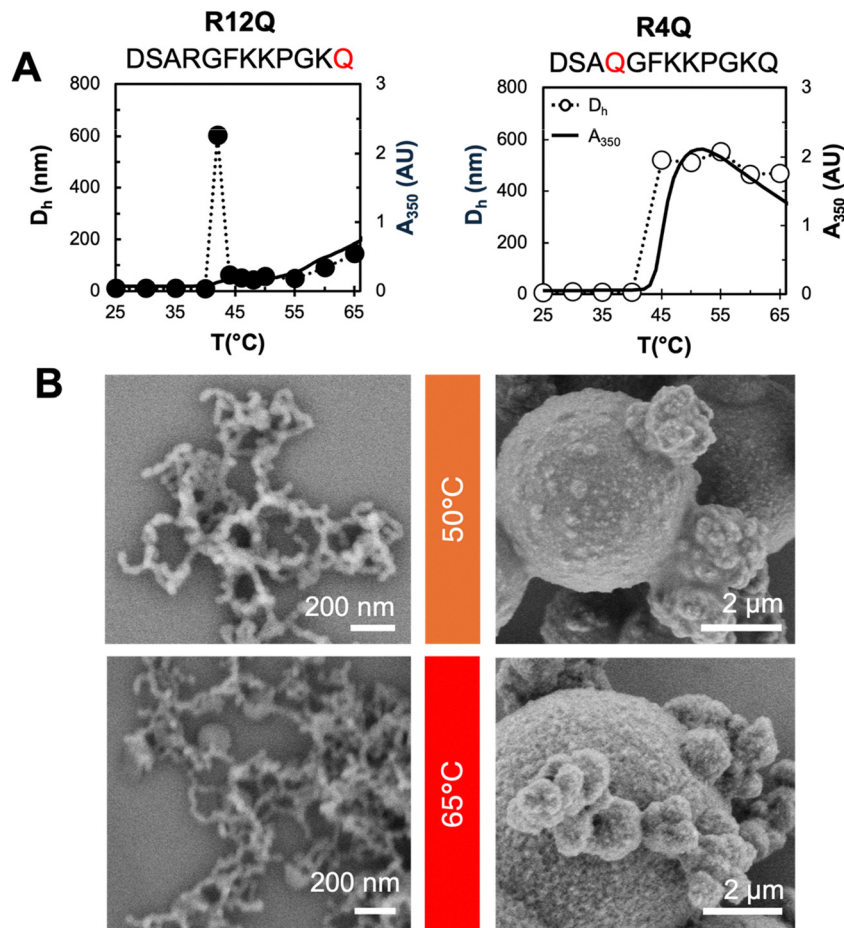 A
R12Q
DSARGFKKPGKQ
800
600
400
200
0
3
2
1
0
25
35
45
55
65
Dh (nm)
A350 (AU)
T(°C)
R4Q
DSAQGFKKPGKQ
Dh
A350
800
600
400
200
0
3
2
1
0
25
35
45
55
65
Dh (nm)
A350 (AU)
T(°C)
B
200 nm
50°C
2 µm
200 nm
65°C
2 µm